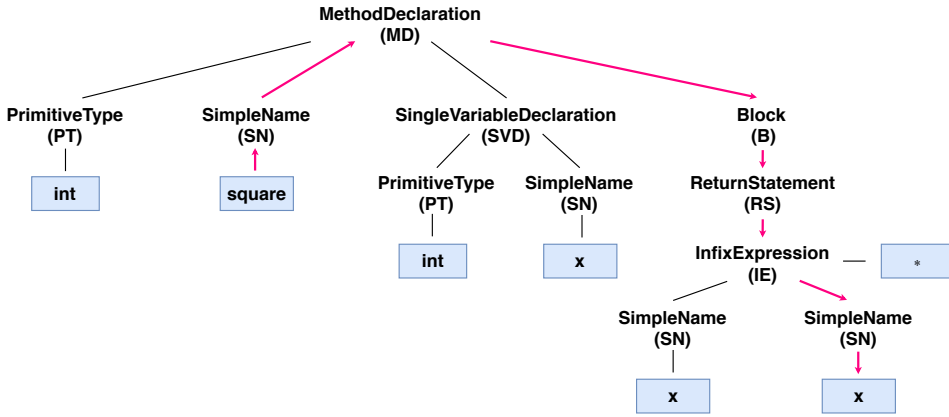 MethodDeclaration
(MD)
PrimitiveType
(PT)
SimpleName
(SN)
SingleVariableDeclaration
(SVD)
Block
(B)
int
square
PrimitiveType
(PT)
SimpleName
(SN)
ReturnStatement
(RS)
int
x
InfixExpression
(IE)
*
SimpleName
(SN)
SimpleName
(SN)
x
x